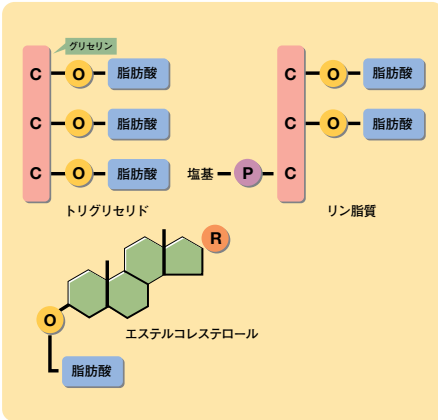 グリセリン
C O 脂肪酸
C O 脂肪酸
C O 脂肪酸
トリグリセリド
C O 脂肪酸
C O 脂肪酸
塩基 P C
リン脂質
R
O
エステルコレステロール
脂肪酸